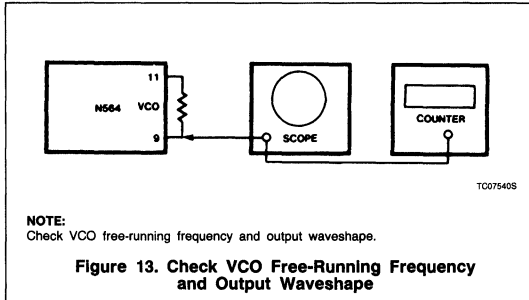 11
N564
VCO
9
SCOPE
COUNTER
TC07540S
NOTE:
Check VCO free-running frequency and output waveshape.
Figure 13. Check VCO Free-Running Frequency
and Output Waveshape